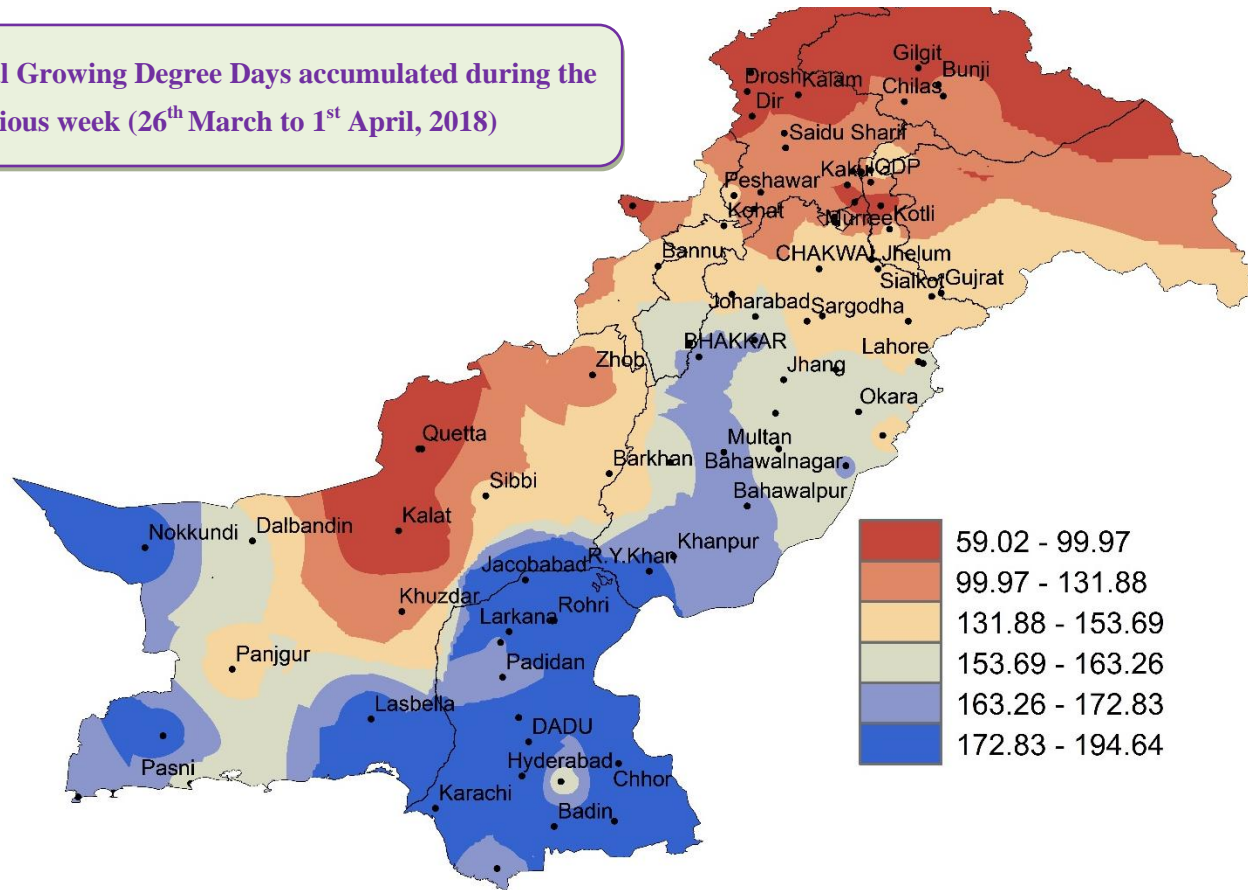 l Growing Degree Days accumulated during the
ious week (26th March to 1st April, 2018)
Gilgit
Bunji
Drosh
Kalam
Chilas
Dir
Saidu Sharif
Peshawar
Kohat
Murree
Kotli
Bannu
CHAKWAL
Jhelum
Sialkot
Gujrat
Joharabad
Sargodha
BHAKKAR
Lahore
Zhob
Jhang
Okara
Quetta
Multan
Barkhan
Bahawalnagar
Sibbi
Bahawalpur
Kalat
Nokkundi
Dalbandin
Khanpur
R.Y.Khan
Jacobabad
Khuzdar
Larkana
Rohri
Panjgur
Padidan
Lasbella
DADU
Pasni
Hyderabad
Chhor
Karachi
Badin
59.02 - 99.97
99.97 - 131.88
131.88 - 153.69
153.69 - 163.26
163.26 - 172.83
172.83 - 194.64